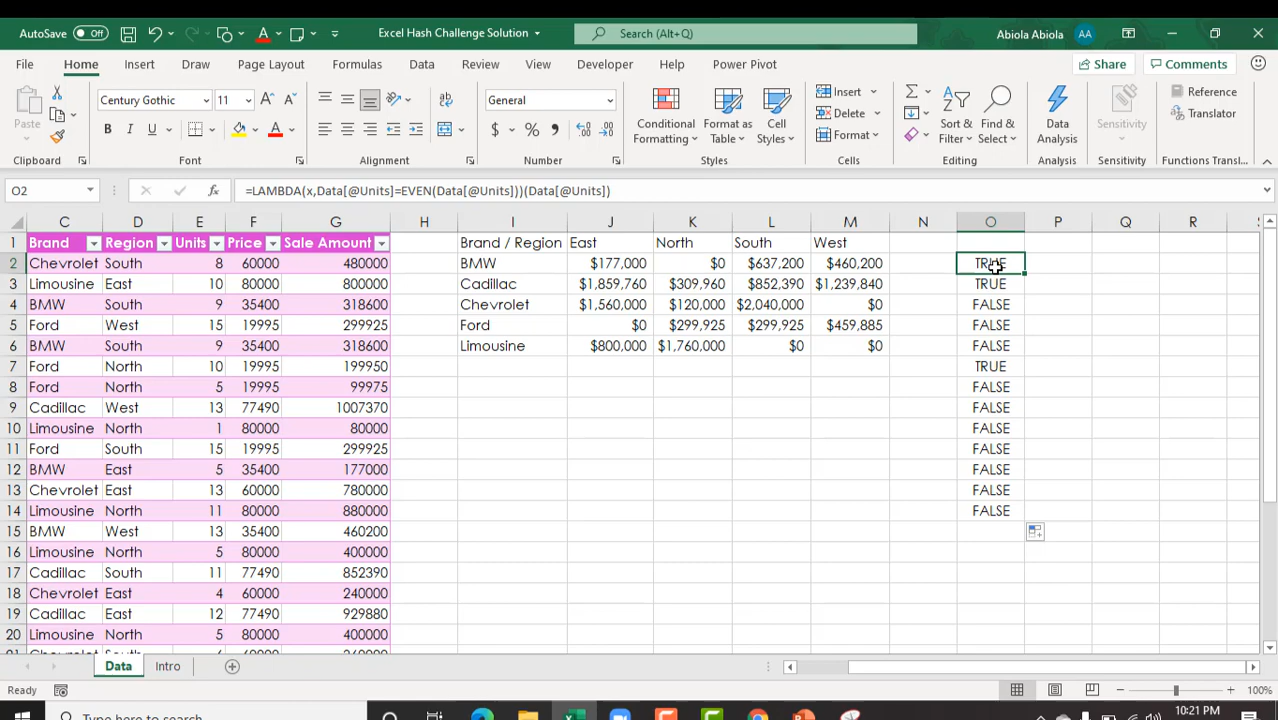 AutoSave Off Excel Hash Challenge Solution Search (Alt+Q) Abiola Abiola AA
File Home Insert Draw Page Layout Formulas Data Review View Developer Help Power Pivot Share Comments
Paste Century Gothic 11 General Conditional Formatting Format as Table Cell Styles Insert Delete Format Sort & Filter Find & Select Data Analysis Sensitivity Reference Translator
Clipboard Font Alignment Number Styles Cells Editing Analysis Sensitivity Functions Transl...
O2 fx =LAMBDA(x,Data[@Units]=EVEN(Data[@Units]))(Data[@Units])
C D E F G H I J K L M N O P Q R S
1 Brand Region Units Price Sale Amount Brand / Region East North South West
2 Chevrolet South 8 60000 480000 BMW $177,000 $0 $637,200 $460,200 TRUE
3 Limousine East 10 80000 800000 Cadillac $1,859,760 $309,960 $852,390 $1,239,840 TRUE
4 BMW South 9 35400 318600 Chevrolet $1,560,000 $120,000 $2,040,000 $0 FALSE
5 Ford West 15 19995 299925 Ford $0 $299,925 $299,925 $459,885 FALSE
6 BMW South 9 35400 318600 Limousine $800,000 $1,760,000 $0 $0 FALSE
7 Ford North 10 19995 199950 TRUE
8 Ford North 5 19995 99975 FALSE
9 Cadillac West 13 77490 1007370 FALSE
10 Limousine North 1 80000 80000 FALSE
11 Ford South 15 19995 299925 FALSE
12 BMW East 5 35400 177000 FALSE
13 Chevrolet East 13 60000 780000 FALSE
14 Limousine North 11 80000 880000 FALSE
15 BMW West 13 35400 460200
16 Limousine North 5 80000 400000
17 Cadillac South 11 77490 852390
18 Chevrolet East 4 60000 240000
19 Cadillac East 12 77490 929880
20 Limousine North 5 80000 400000
Data Intro
Ready 100%
Type here to search 10:21 PM